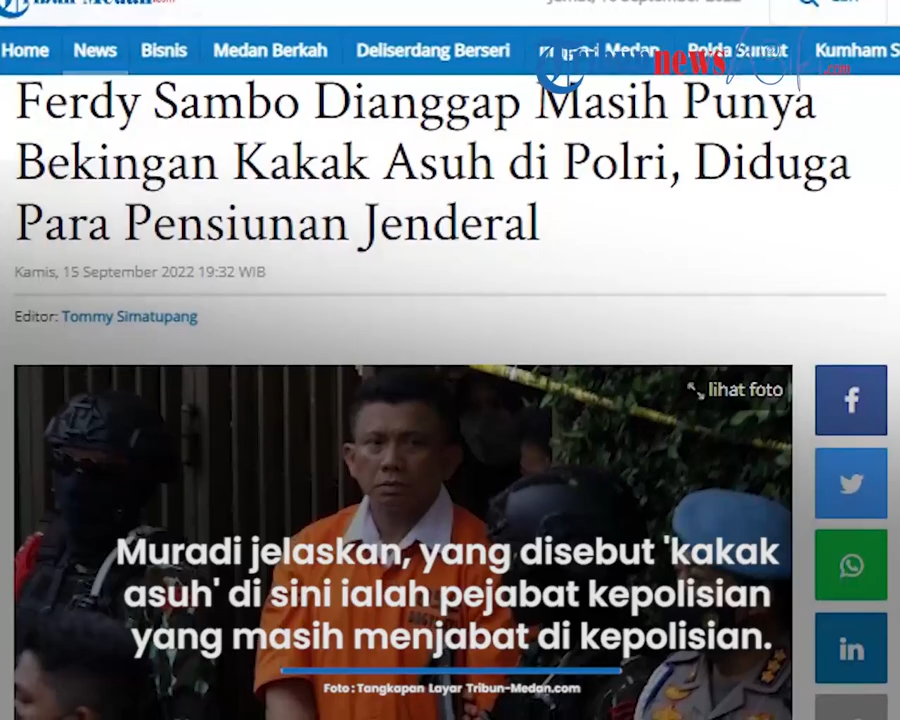 Home News Bisnis Medan Berkah Deliserdang Berseri Polda Sumut Kumham S
Tribunnews .com
Ferdy Sambo Dianggap Masih Punya
Bekingan Kakak Asuh di Polri, Diduga
Para Pensiunan Jenderal
Kamis, 15 September 2022 19:32 WIB
Editor: Tommy Simatupang
lihat foto
Muradi jelaskan, yang disebut 'kakak
asuh' di sini ialah pejabat kepolisian
yang masih menjabat di kepolisian.
Foto : Tangkapan Layar Tribun-Medan.com